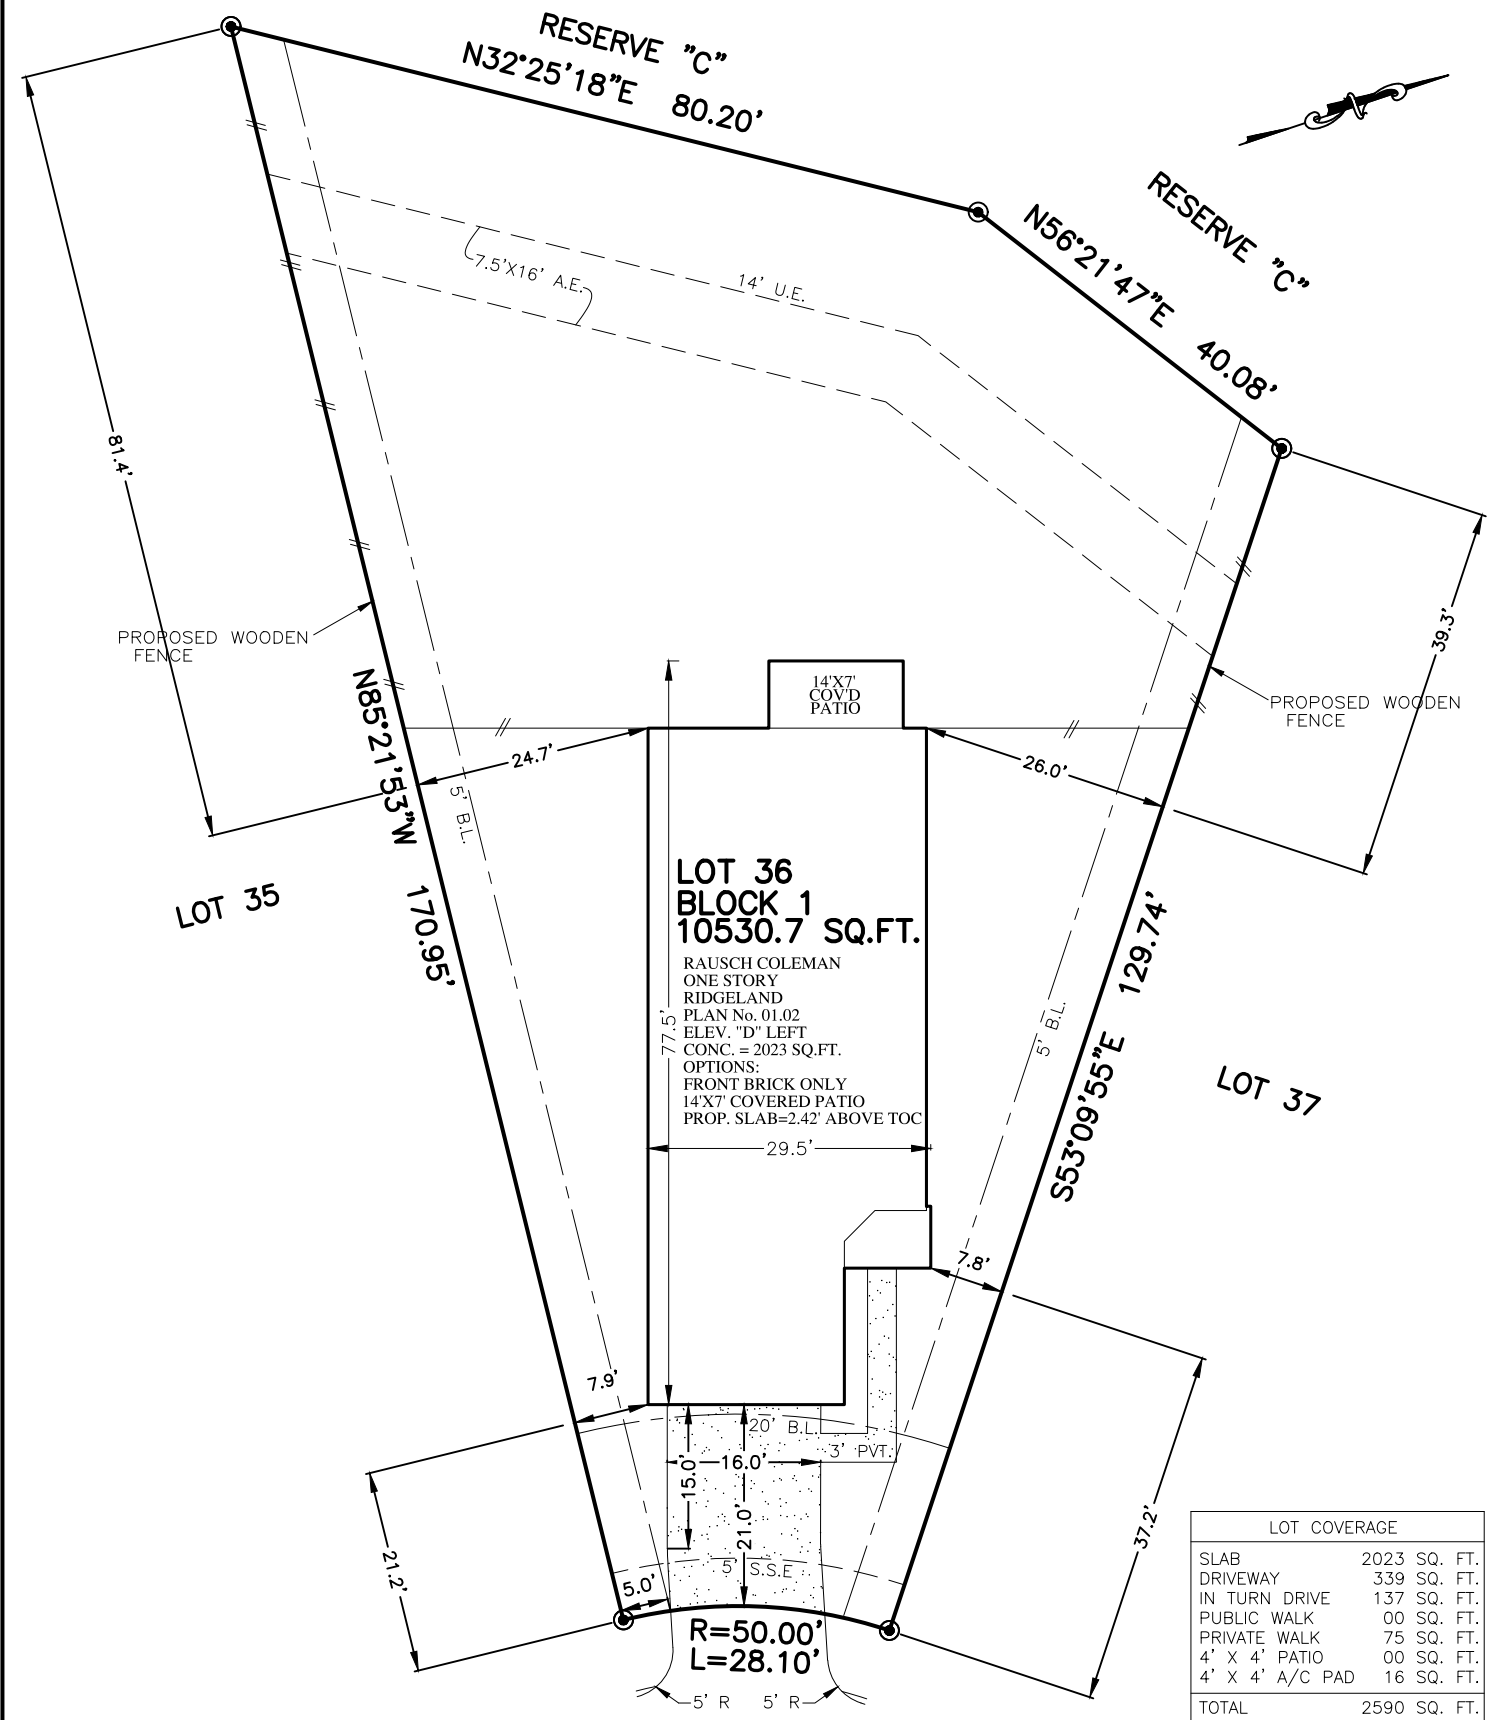 RESERVE "C"
N32°25'18"E 80.20'
RESERVE "C"
N56°21'47"E 40.08'
7.5'X16' A.E.
14' U.E.
81.4'
39.3'
PROPOSED WOODEN
FENCE
PROPOSED WOODEN
FENCE
14'X7'
COV'D
PATIO
24.7'
26.0'
N85°21'53"W 170.95'
5' B.L.
LOT 35
LOT 36
BLOCK 1
10530.7 SQ.FT.
RAUSCH COLEMAN
ONE STORY
RIDGELAND
PLAN No. 01.02
ELEV. "D" LEFT
CONC. = 2023 SQ.FT.
OPTIONS:
FRONT BRICK ONLY
14'X7' COVERED PATIO
PROP. SLAB=2.42' ABOVE TOC
77.5'
29.5'
S53°09'55"E 129.74'
5' B.L.
LOT 37
7.8'
7.9'
20' B.L.
3' PVT.
16.0'
15.0'
21.0'
5' S.S.E
5.0'
21.2'
37.2'
R=50.00'
L=28.10'
5' R 5' R
LOT COVERAGE
SLAB 2023 SQ. FT.
DRIVEWAY 339 SQ. FT.
IN TURN DRIVE 137 SQ. FT.
PUBLIC WALK 00 SQ. FT.
PRIVATE WALK 75 SQ. FT.
4' X 4' PATIO 00 SQ. FT.
4' X 4' A/C PAD 16 SQ. FT.
TOTAL 2590 SQ. FT.